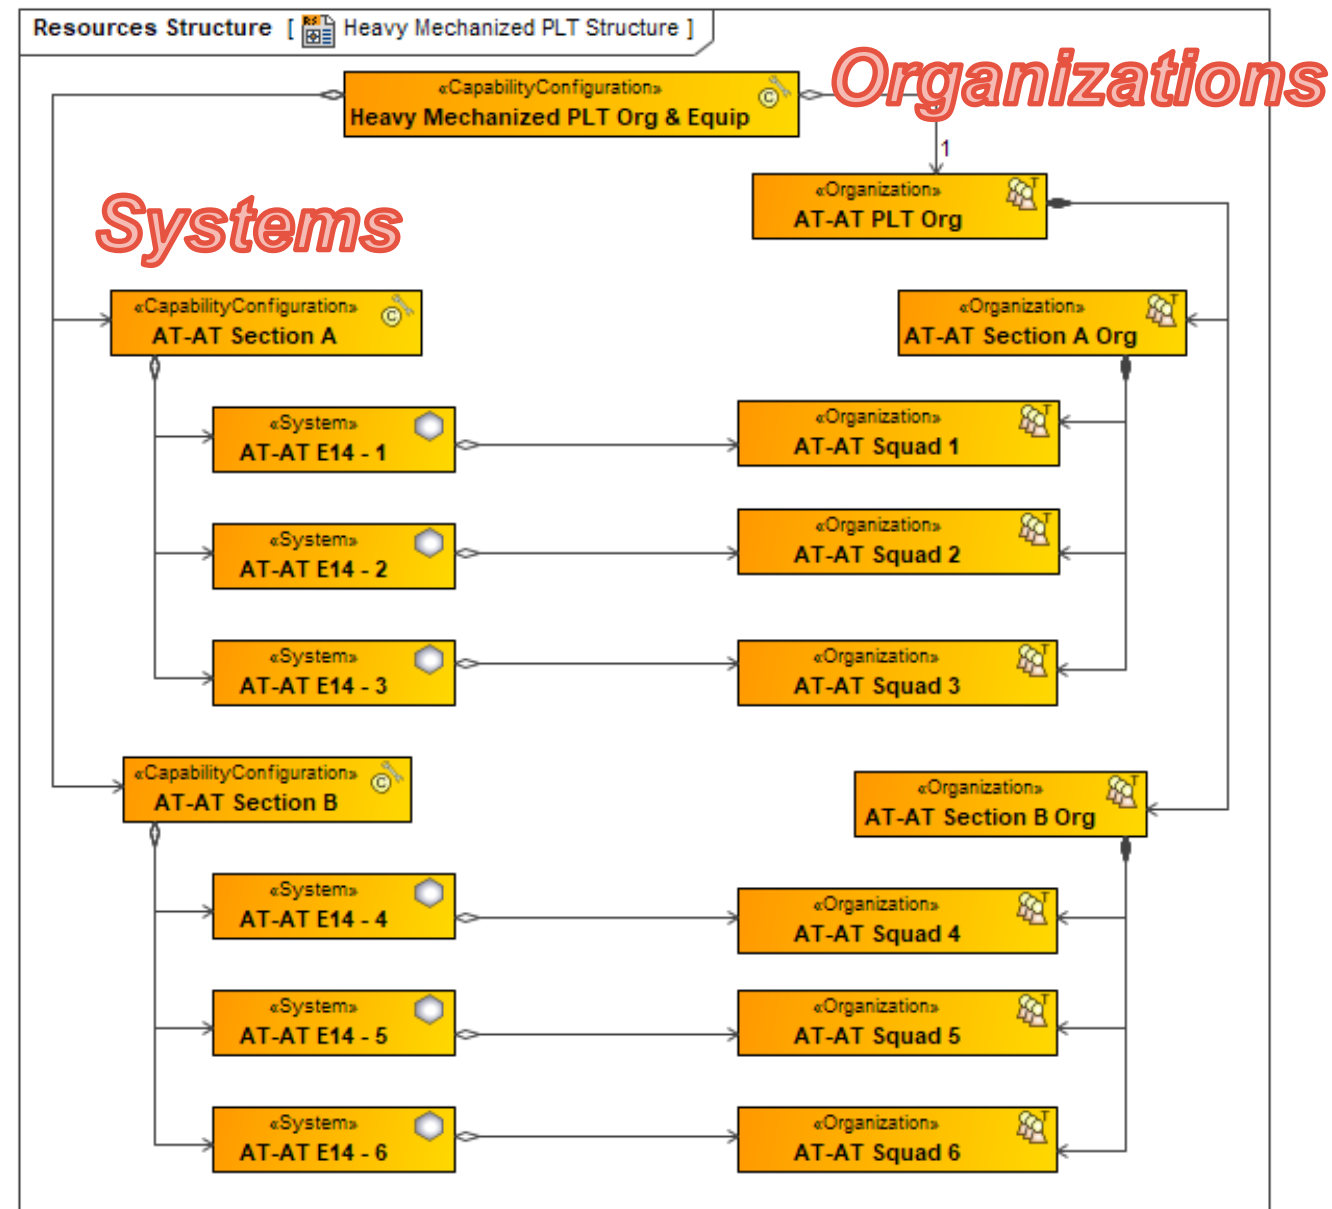 Resources Structure [ RS Heavy Mechanized PLT Structure ]
Organizations
«CapabilityConfiguration» C
Heavy Mechanized PLT Org & Equip
1
«Organization» T
AT-AT PLT Org
Systems
«CapabilityConfiguration» C
AT-AT Section A
«Organization» T
AT-AT Section A Org
«System»
AT-AT E14 - 1
«Organization» T
AT-AT Squad 1
«System»
AT-AT E14 - 2
«Organization» T
AT-AT Squad 2
«System»
AT-AT E14 - 3
«Organization» T
AT-AT Squad 3
«CapabilityConfiguration» C
AT-AT Section B
«Organization» T
AT-AT Section B Org
«System»
AT-AT E14 - 4
«Organization» T
AT-AT Squad 4
«System»
AT-AT E14 - 5
«Organization» T
AT-AT Squad 5
«System»
AT-AT E14 - 6
«Organization» T
AT-AT Squad 6